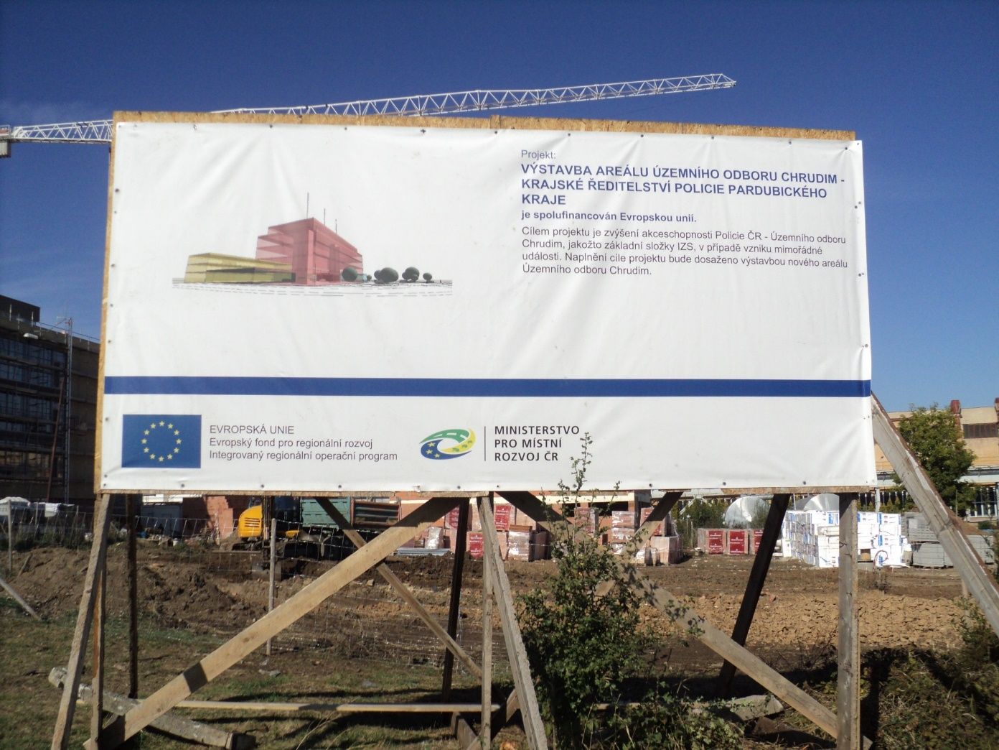 Projekt:
VÝSTAVBA AREÁLU ÚZEMNÍHO ODBORU CHRUDIM -
KRAJSKÉ ŘEDITELSTVÍ POLICIE PARDUBICKÉHO
KRAJE
je spolufinancován Evropskou unii.
Cílem projektu je zvýšení akceschopnosti Policie ČR - Územního odboru
Chrudim, jakožto základní složky IZS, v případě vzniku mimořádné
události. Naplnění cíle projektu bude dosaženo výstavbou nového areálu
Územního odboru Chrudim.
EVROPSKÁ UNIE
Evropský fond pro regionální rozvoj
Integrovaný regionální operační program
MINISTERSTVO
PRO MÍSTNÍ
ROZVOJ ČR